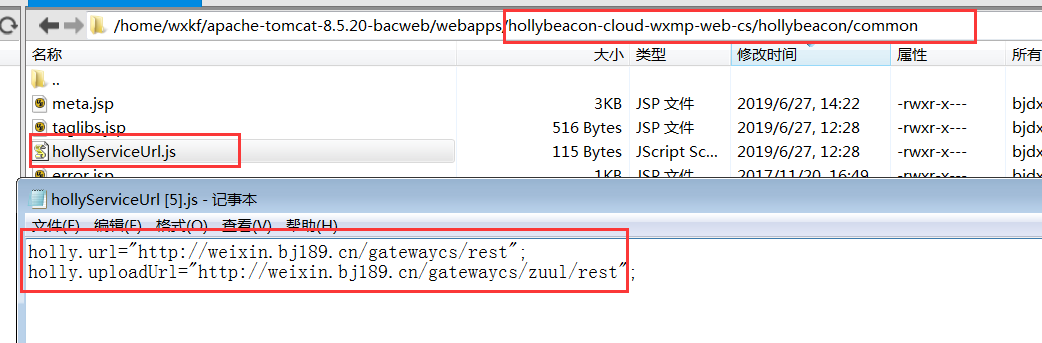 /home/wxkf/apache-tomcat-8.5.20-bacweb/webapps/hollybeacon-cloud-wxmp-web-cs/hollybeacon/common
名称 大小 类型 修改时间 属性 所有
..
meta.jsp 3KB JSP 文件 2019/6/27, 14:22 -rwxr-x--- bjdx
taglibs.jsp 516 Bytes JSP 文件 2019/6/27, 12:28 -rwxr-x--- bjdx
hollyServiceUrl.js 115 Bytes JScript Sc... 2019/6/27, 12:28 -rwxr-x--- bjdx
error.jsp 1KB JSP 文件 2017/11/20, 16:49 -rwxr-x--- bjdx
hollyServiceUrl [5].js - 记事本
文件(F) 编辑(E) 格式(O) 查看(V) 帮助(H)
holly.url="http://weixin.bj189.cn/gatewaycs/rest";
holly.uploadUrl="http://weixin.bj189.cn/gatewaycs/zuul/rest";